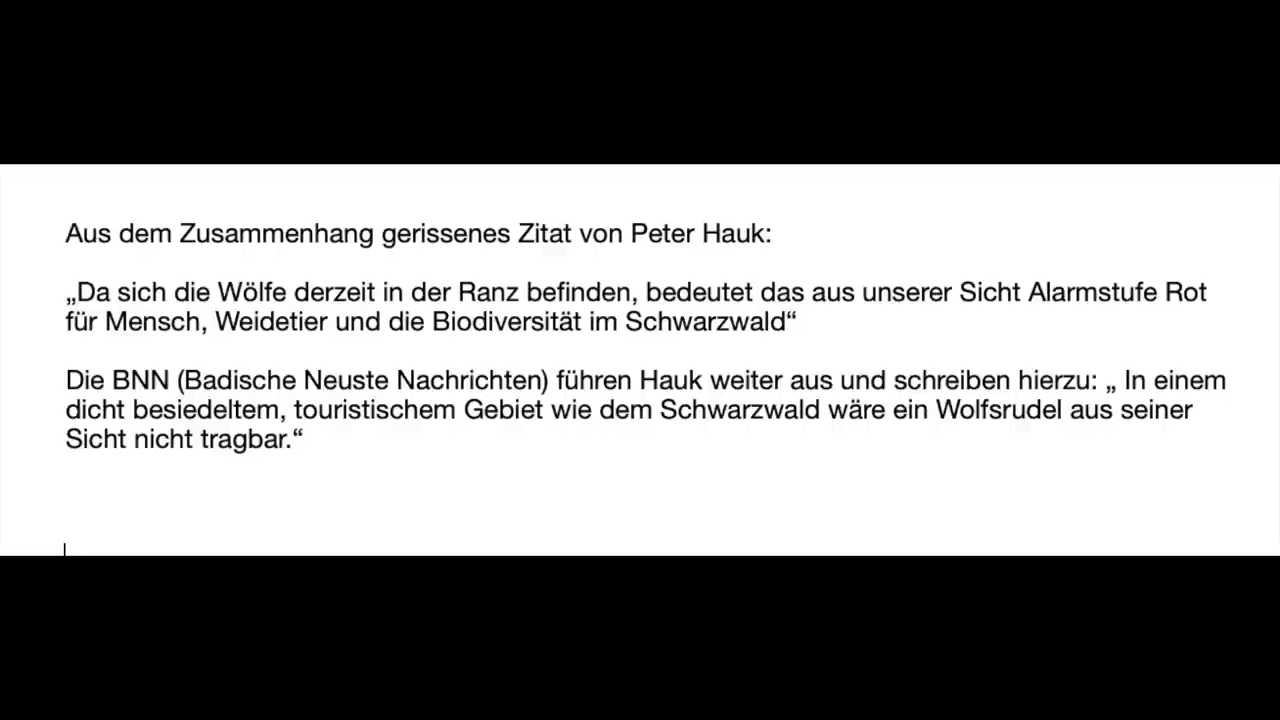 Aus dem Zusammenhang gerissenes Zitat von Peter Hauk:
„Da sich die Wölfe derzeit in der Ranz befinden, bedeutet das aus unserer Sicht Alarmstufe Rot
für Mensch, Weidetier und die Biodiversität im Schwarzwald“
Die BNN (Badische Neuste Nachrichten) führen Hauk weiter aus und schreiben hierzu: „ In einem
dicht besiedeltem, touristischem Gebiet wie dem Schwarzwald wäre ein Wolfsrudel aus seiner
Sicht nicht tragbar.“